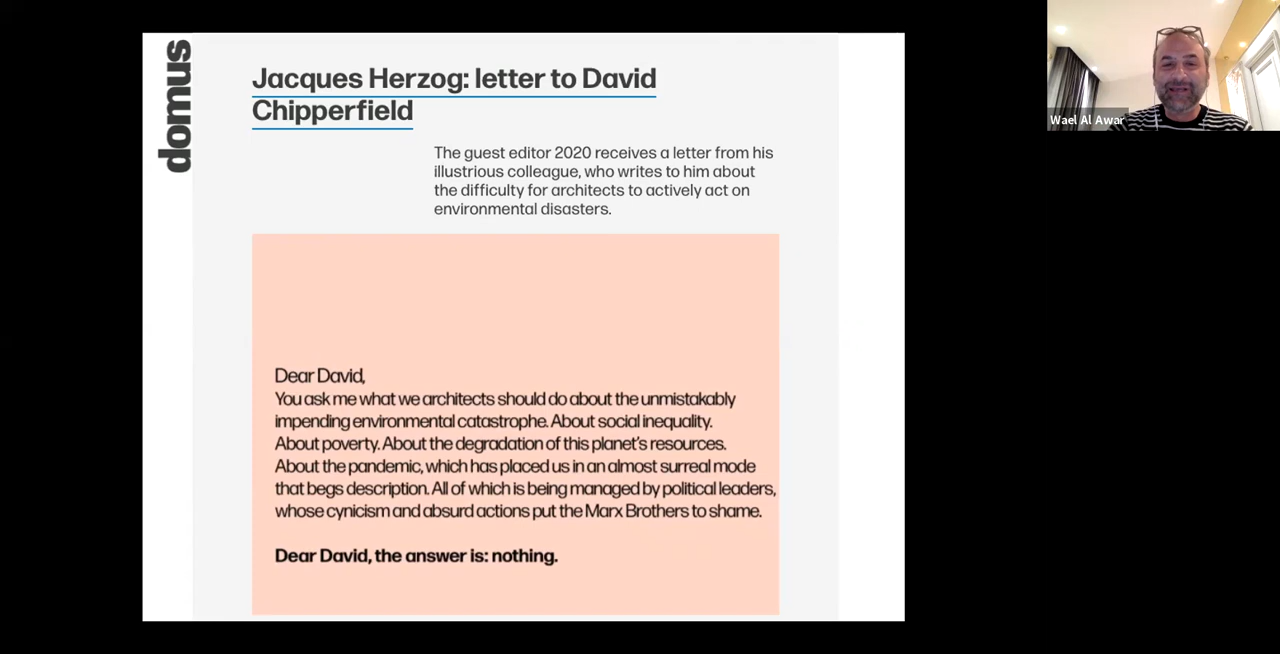 domus
Jacques Herzog: letter to David
Chipperfield
The guest editor 2020 receives a letter from his
illustrious colleague, who writes to him about
the difficulty for architects to actively act on
environmental disasters.
Dear David,
You ask me what we architects should do about the unmistakably
impending environmental catastrophe. About social inequality.
About poverty. About the degradation of this planet's resources.
About the pandemic, which has placed us in an almost surreal mode
that begs description. All of which is being managed by political leaders,
whose cynicism and absurd actions put the Marx Brothers to shame.
Dear David, the answer is: nothing.
Wael Al Awar